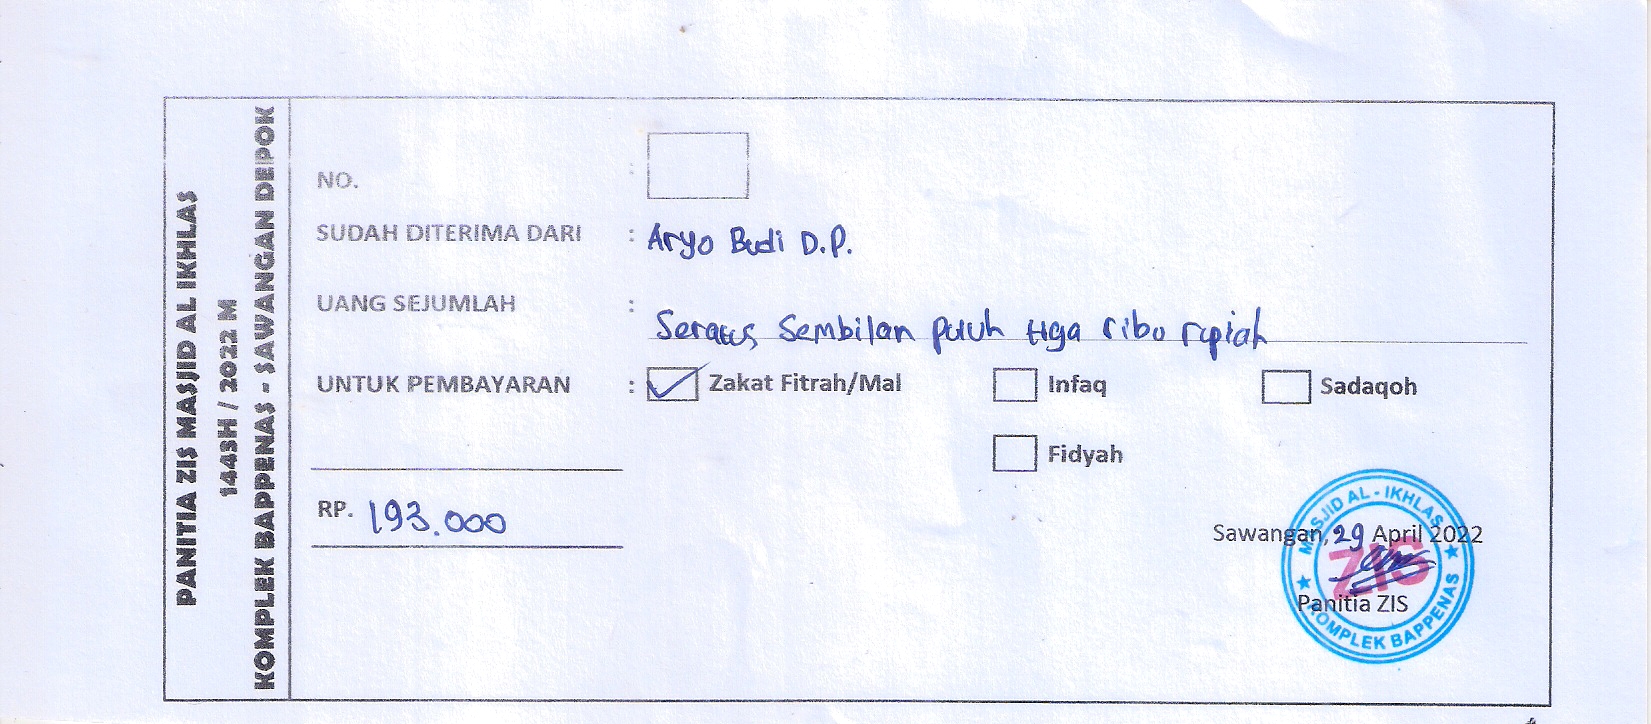 PANITIA ZIS MASJID AL IKHLAS
1443H / 2022 M
KOMPLEK BAPPENAS - SAWANGAN DEPOK
NO. :
SUDAH DITERIMA DARI : Aryo Budi D.P.
UANG SEJUMLAH :
Seratus Sembilan puluh tiga ribu rupiah
UNTUK PEMBAYARAN : Zakat Fitrah/Mal Infaq Sadaqoh
Fidyah
RP. 193.000
Sawangan, 29 April 2022
Panitia ZIS
MASJID AL - IKHLAS
ZIS
KOMPLEK BAPPENAS